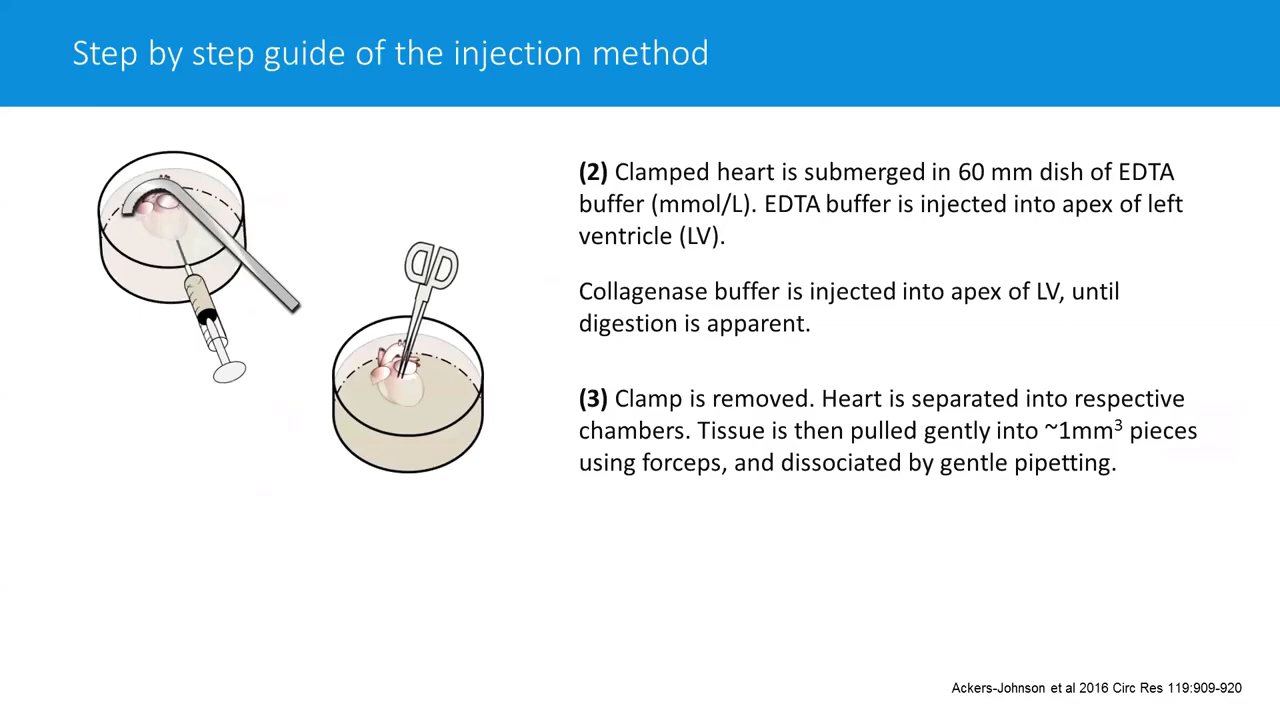 Step by step guide of the injection method
(2) Clamped heart is submerged in 60 mm dish of EDTA
buffer (mmol/L). EDTA buffer is injected into apex of left
ventricle (LV).
Collagenase buffer is injected into apex of LV, until
digestion is apparent.
(3) Clamp is removed. Heart is separated into respective
chambers. Tissue is then pulled gently into ~1mm³ pieces
using forceps, and dissociated by gentle pipetting.
Ackers-Johnson et al 2016 Circ Res 119:909-920